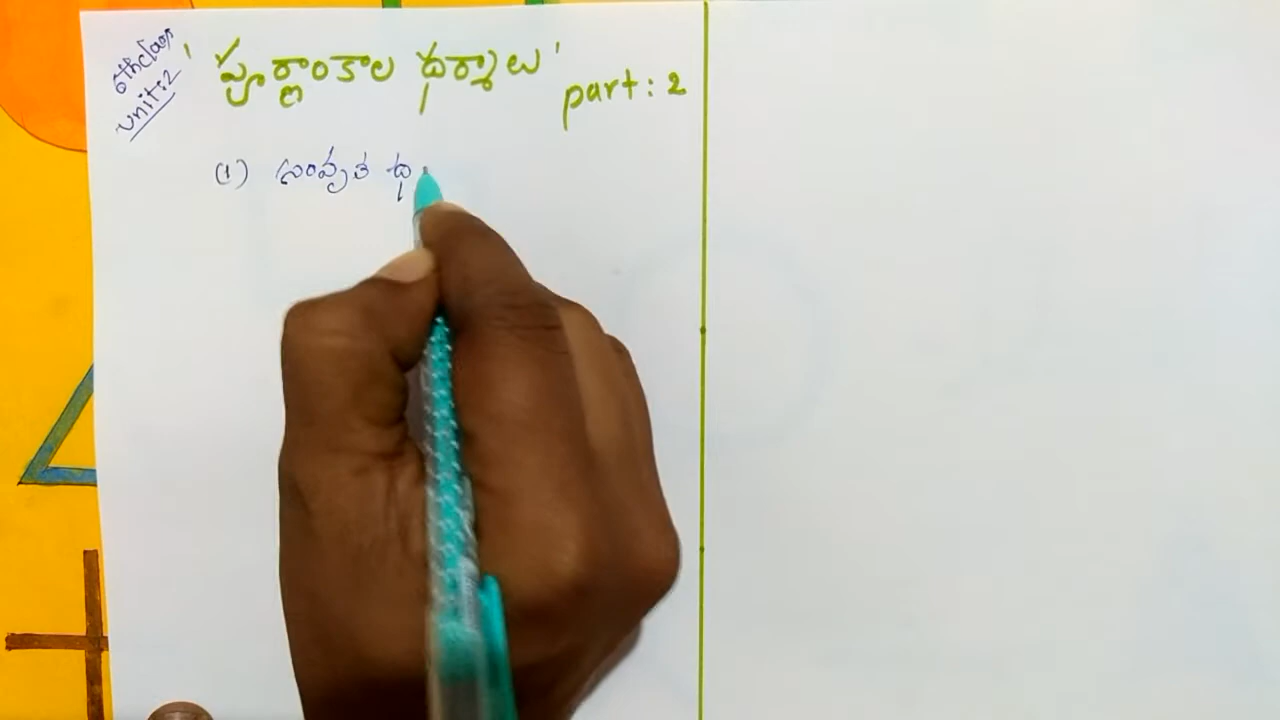 6th class
unit:2
' పూర్ణాంకాల ధర్మాలు '
part : 2
(1) సంవృత ధ